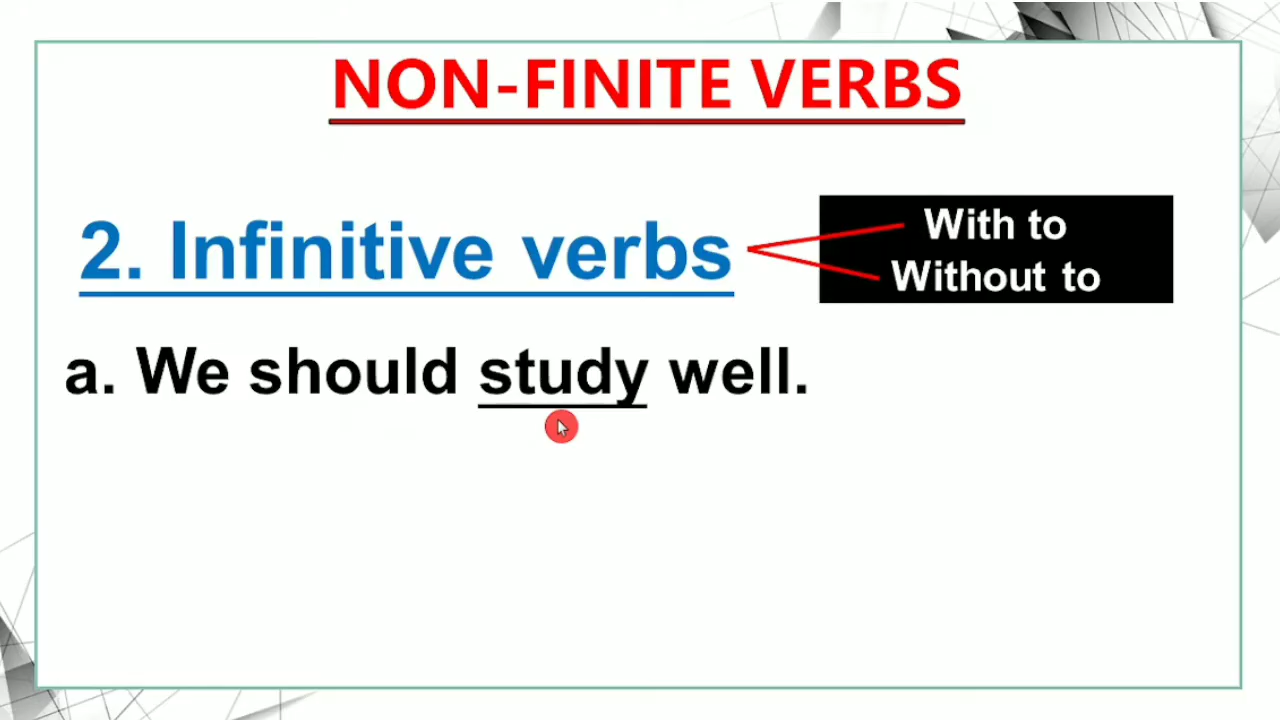 NON-FINITE VERBS
2. Infinitive verbs
With to
Without to
a. We should study well.